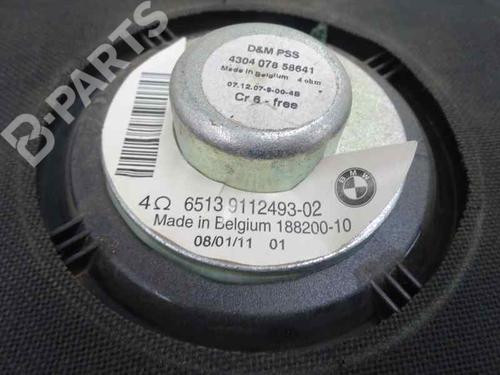 D&M PSS
4304 078 58641
Made in Belgium 4 ohm
07.12.07-9-00-4B
Cr 6 - free
BMW
4Ω 6513 9112493-02
Made in Belgium 188200-10
08/01/11 01
B-PARTS